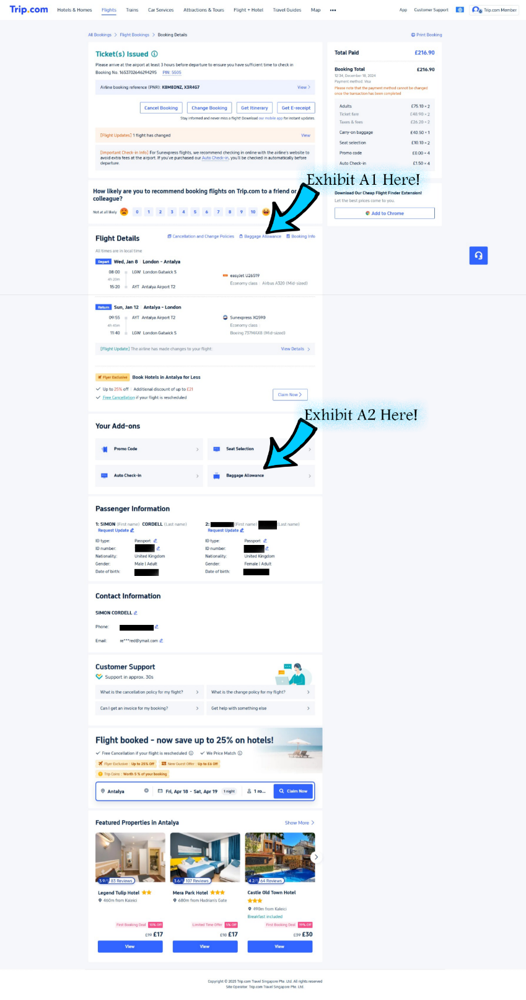 Trip.com Hotels & Homes Flights Trains Car Services Attractions & Tours Flight + Hotel Travel Guides Map ••• App Customer Support Trip.com Member
All Bookings > Flight Bookings > Booking Details Print Booking
Ticket(s) Issued
Please arrive at the airport at least 3 hours before departure to ensure you have sufficient time to check in
Booking No. 1653702646294295 PIN: 5505
Airline booking reference (PNR): K8M8DNZ, X3R4G7 View >
Cancel Booking Change Booking Get Itinerary Get E-receipt
Stay informed and never miss a flight! Download our mobile app for instant updates.
[Flight Updates] 1 flight has changed View
[Important Check-in Info] For Sunexpress flights, we recommend checking in online with the airline's website to
avoid extra fees at the airport. If you've purchased our Auto Check-in, you'll be checked in automatically before
departure.
Total Paid £216.90
Booking Total £216.90
12:34, December 18, 2024
Payment method: Visa
Please note that the payment method cannot be changed
once the transaction has been completed
Adults £75.10 × 2
Ticket fare £48.90 × 2
Taxes & fees £26.20 × 2
Carry-on baggage £40.50 × 1
Seat selection £10.10 × 2
Promo code £0.00 × 4
Auto Check-in £1.50 × 4
Exhibit A1 Here!
How likely are you to recommend booking flights on Trip.com to a friend or
colleague?
Not at all likely 0 1 2 3 4 5 6 7 8 9 10
Download Our Cheap Flight Finder Extension!
Let the best prices come to you.
Add to Chrome
Flight Details Cancellation and Change Policies Baggage Allowance Booking Info
All times are in local time
Depart Wed, Jan 8 London - Antalya
08:00 LGW London Gatwick S
4h 20m
15:20 AYT Antalya Airport T2
easyJet U26519
Economy class Airbus A320 (Mid-sized)
Return Sun, Jan 12 Antalya - London
09:55 AYT Antalya Airport T2
4h 45m
11:40 LGW London Gatwick S
Sunexpress XQ590
Economy class
Boeing 737MAX8 (Mid-sized)
[Flight Update] The airline has made changes to your flight. View Details >
Flyer Exclusive Book Hotels in Antalya for Less
Up to 25% off Additional discount of up to £21
Free Cancellation if your flight is rescheduled
Claim Now >
Exhibit A2 Here!
Your Add-ons
Promo Code > Seat Selection >
Auto Check-in > Baggage Allowance >
Passenger Information
1: SIMON (First name) CORDELL (Last name)
Request Update
ID type: Passport
ID number:
Nationality: United Kingdom
Gender: Male | Adult
Date of birth:
2: (First name) (Last name)
Request Update
ID type: Passport
ID number:
Nationality: United Kingdom
Gender: Female | Adult
Date of birth:
Contact Information
SIMON CORDELL
Phone:
Email: re***red@ymail.com
Customer Support
Support in approx. 30s
What is the cancellation policy for my flight? > What is the change policy for my flight? >
Can I get an invoice for my booking? > Get help with something else >
Flight booked - now save up to 25% on hotels!
Free Cancellation if your flight is rescheduled We Price Match
Flyer Exclusive Up to 25% Off New Guest Offer Up to £6 Off
Trip Coins Worth 5 % of your booking
Antalya Fri, Apr 18 - Sat, Apr 19 1 night 1 ro... Claim Now
Featured Properties in Antalya Show More >
3.9/5 83 Reviews
Legend Tulip Hotel
460m from Kaleici
First Booking Deal 10% Off
£19 £17
View
3.6/5 107 Reviews
Mera Park Hotel
680m from Hadrian's Gate
Limited Time Offer 5% Off
£18 £17
View
4.2/5 64 Reviews
Castle Old Town Hotel
490m from Kaleici
Breakfast included
First Booking Deal 19% Off
£39 £30
View
Copyright © 2025 Trip.com Travel Singapore Pte. Ltd. All rights reserved
Site Operator: Trip.com Travel Singapore Pte. Ltd.